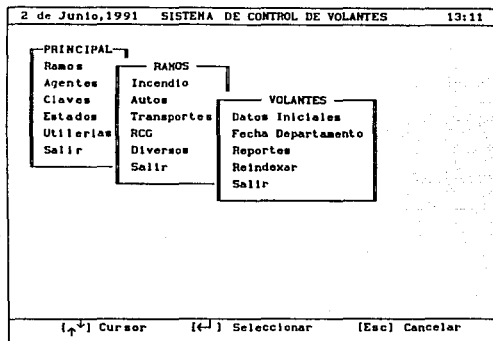 2 de Junio,1991 SISTEMA DE CONTROL DE VOLANTES 13:11
PRINCIPAL
Ramos
Agentes
Claves
Estados
Utilerias
Salir
RAMOS
Incendio
Autos
Transportes
RCG
Diversos
Salir
VOLANTES
Datos Iniciales
Fecha Departamento
Reportes
Reindexar
Salir
[↑↓] Cursor [←┘] Seleccionar [Esc] Cancelar